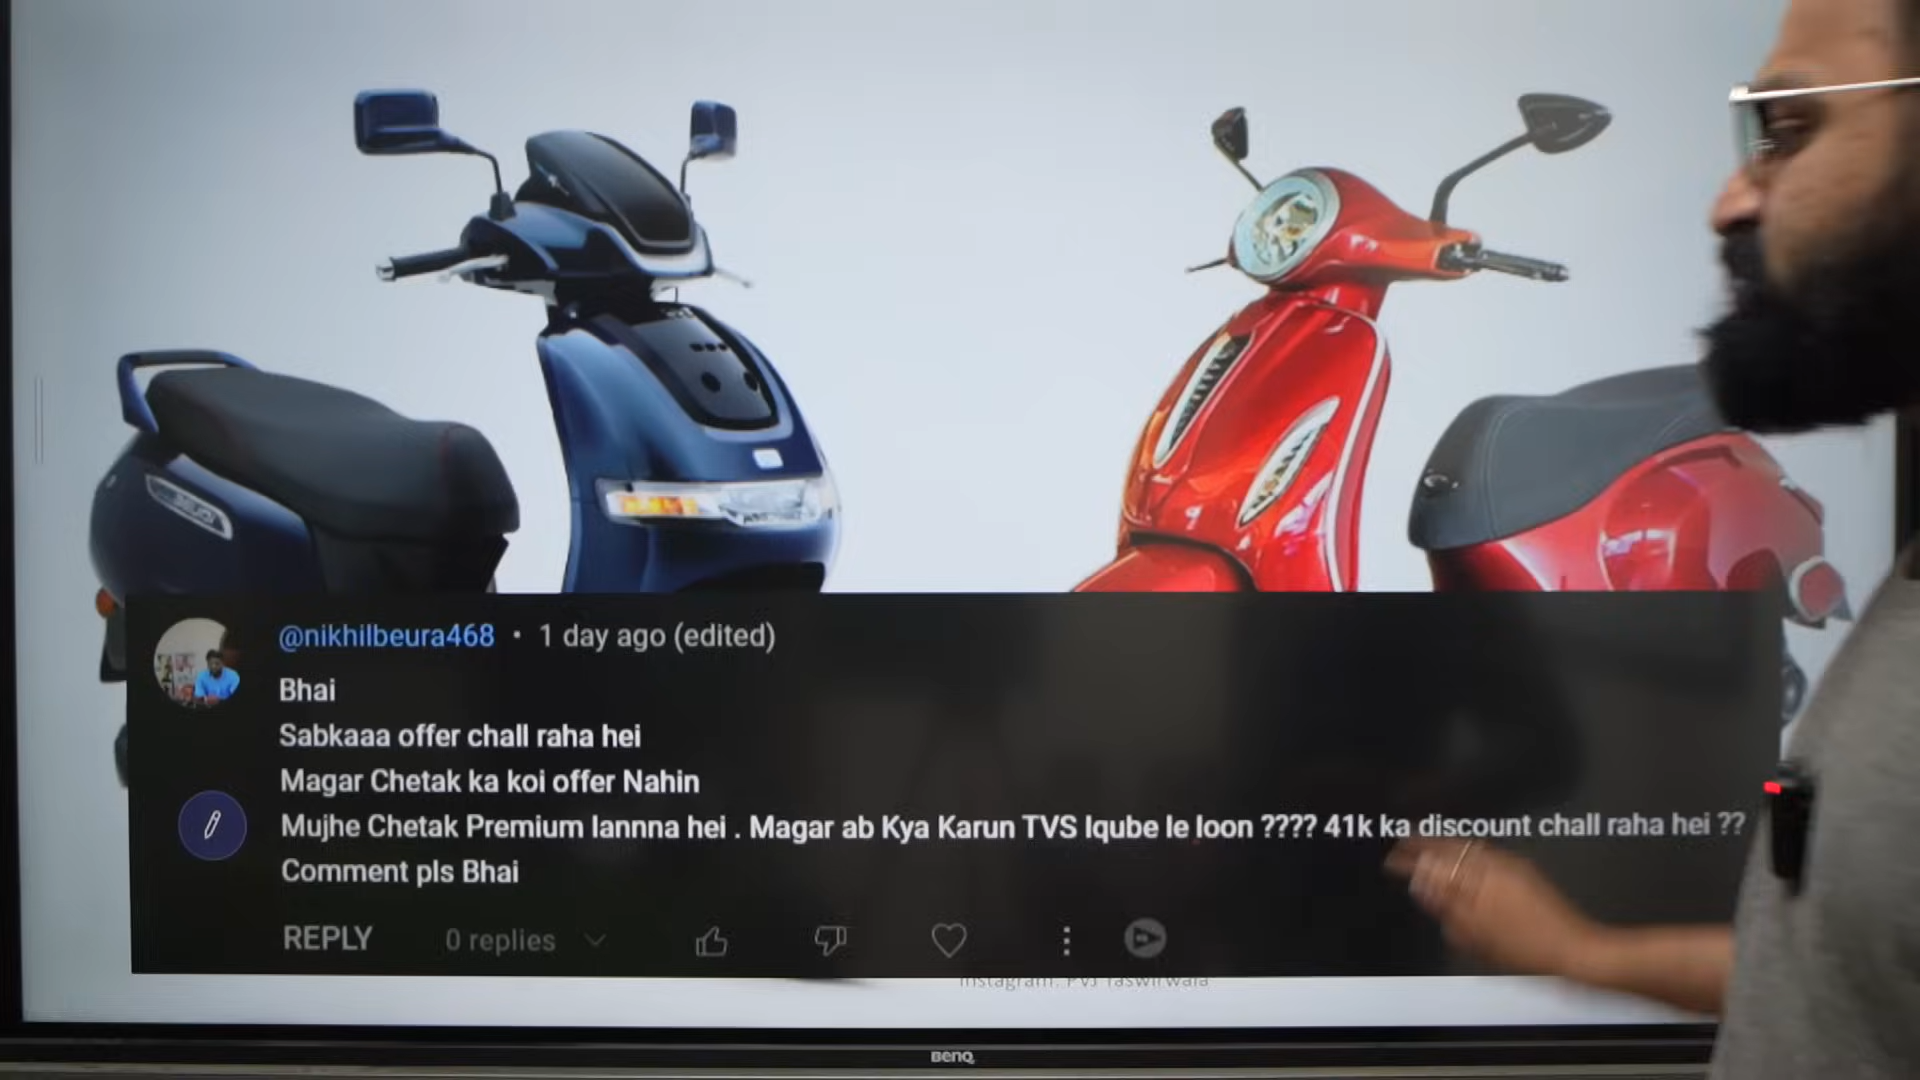 @nikhilbeura468 • 1 day ago (edited)
Bhai
Sabkaaa offer chall raha hei
Magar Chetak ka koi offer Nahin
Mujhe Chetak Premium lannna hei . Magar ab Kya Karun TVS Iqube le loon ???? 41k ka discount chall raha hei ??
Comment pls Bhai
REPLY 0 replies
Instagram: PVJ Taswirwala
BenQ